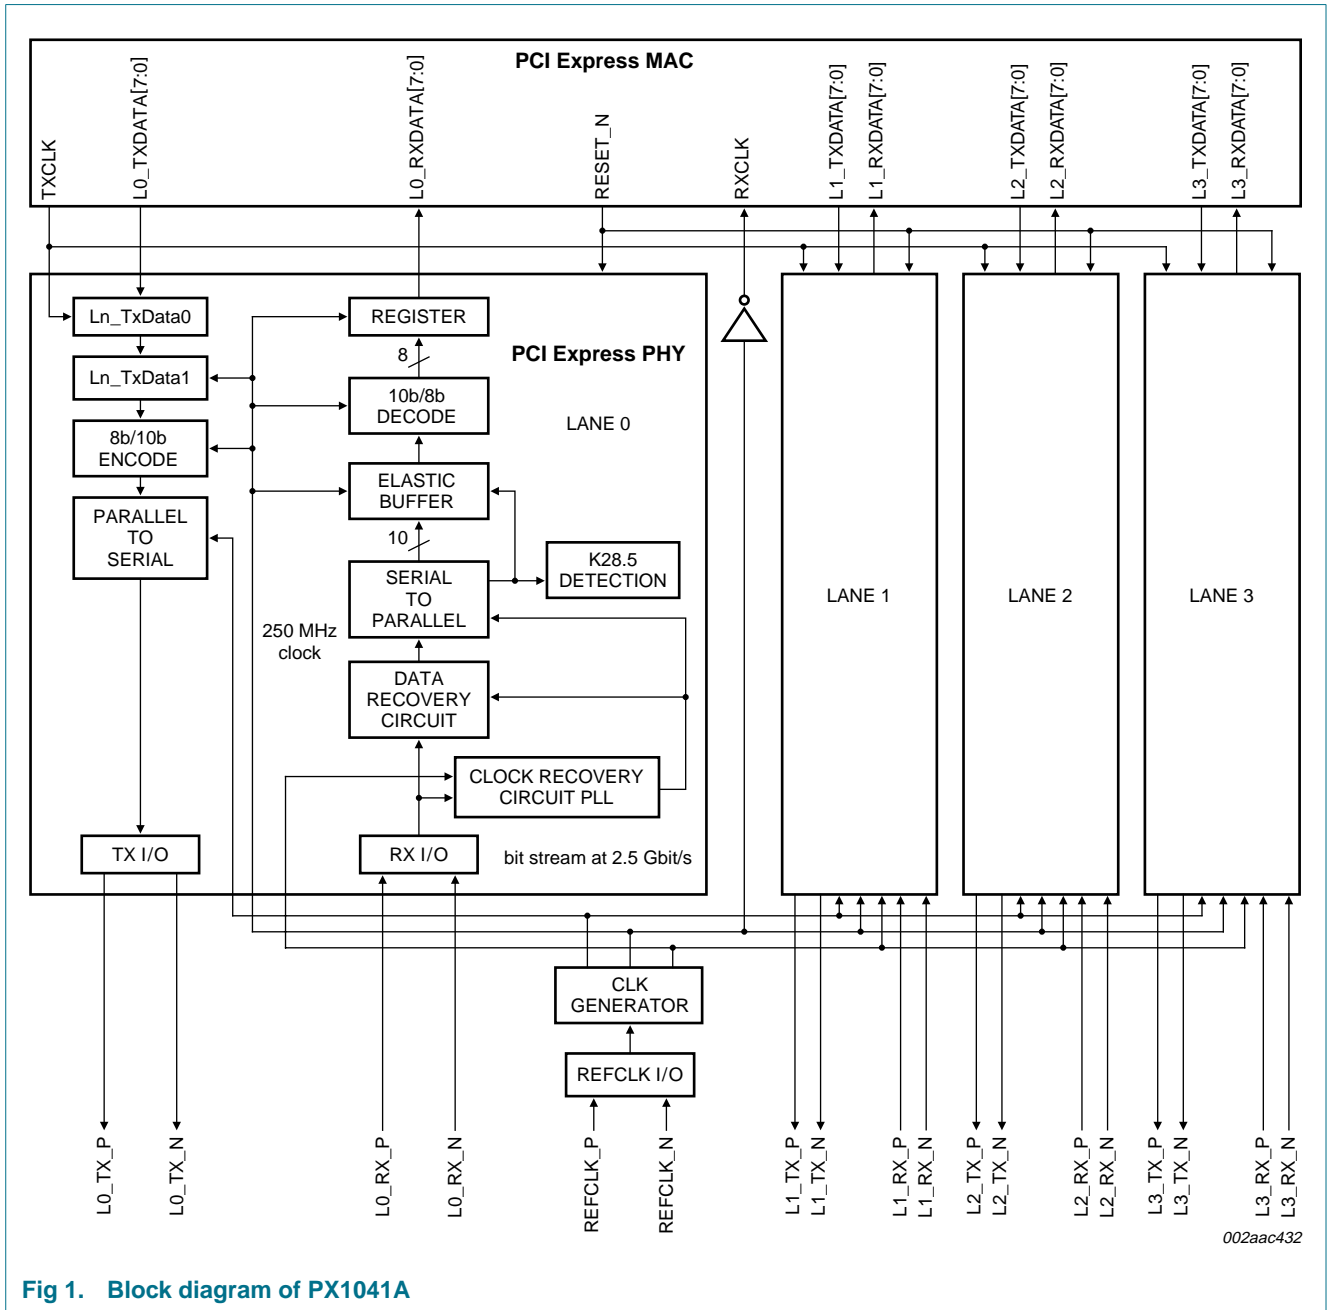 PCI Express MAC
TXCLK
L0_TXDATA[7:0]
L0_RXDATA[7:0]
RESET_N
RXCLK
L1_TXDATA[7:0]
L1_RXDATA[7:0]
L2_TXDATA[7:0]
L2_RXDATA[7:0]
L3_TXDATA[7:0]
L3_RXDATA[7:0]
Ln_TxData0
Ln_TxData1
8b/10b
ENCODE
PARALLEL
TO
SERIAL
TX I/O
REGISTER
8
10b/8b
DECODE
ELASTIC
BUFFER
10
SERIAL
TO
PARALLEL
K28.5
DETECTION
250 MHz
clock
DATA
RECOVERY
CIRCUIT
CLOCK RECOVERY
CIRCUIT PLL
RX I/O
bit stream at 2.5 Gbit/s
PCI Express PHY
LANE 0
LANE 1
LANE 2
LANE 3
CLK
GENERATOR
REFCLK I/O
L0_TX_P
L0_TX_N
L0_RX_P
L0_RX_N
REFCLK_P
REFCLK_N
L1_TX_P
L1_TX_N
L1_RX_P
L1_RX_N
L2_TX_P
L2_TX_N
L2_RX_P
L2_RX_N
L3_TX_P
L3_TX_N
L3_RX_P
L3_RX_N
002aac432
Fig 1. Block diagram of PX1041A